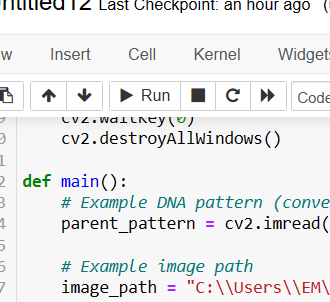 Last Checkpoint: an hour ago
Insert Cell Kernel Widgets
Run Code
cv2.waitKey(0)
cv2.destroyAllWindows()
def main():
# Example DNA pattern (conve
parent_pattern = cv2.imread(
# Example image path
image_path = "C:\\Users\\EM\